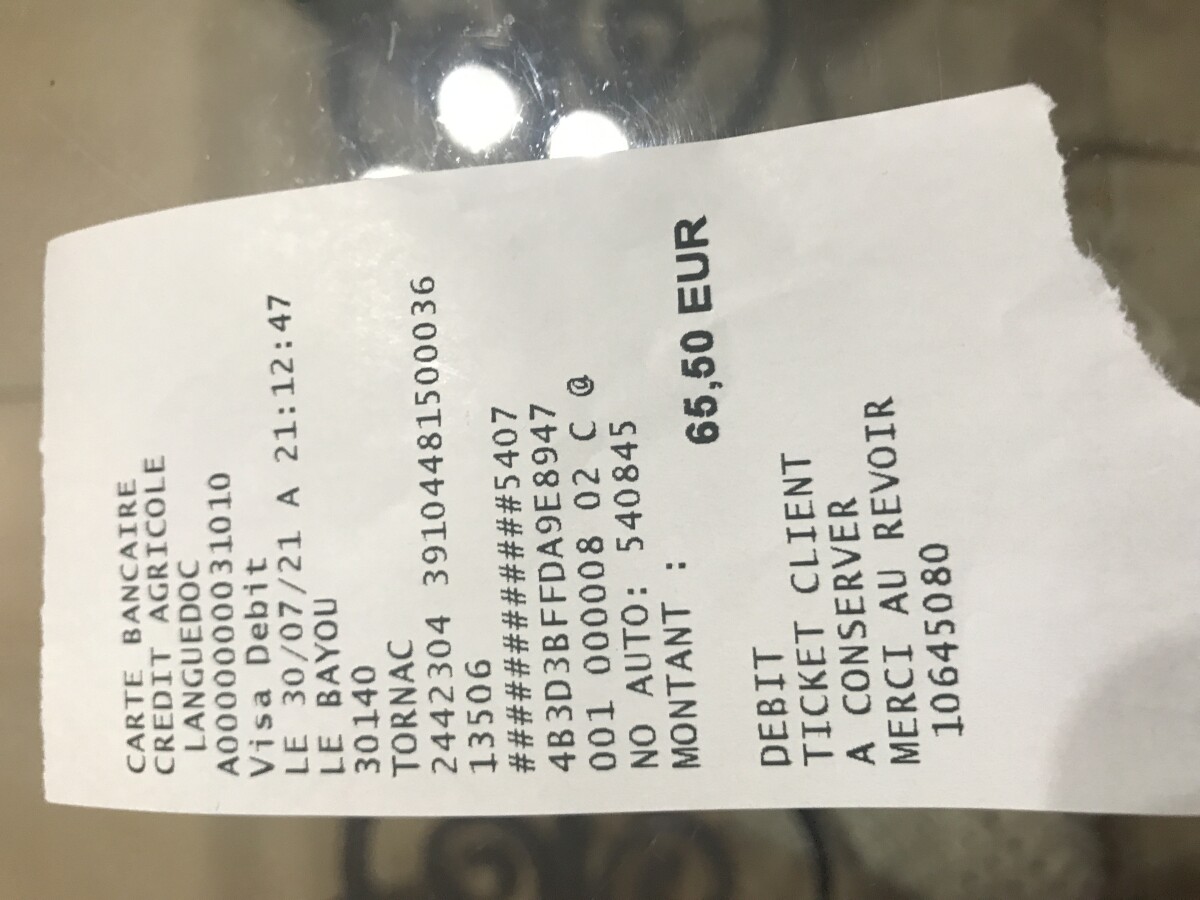 CARTE BANCAIRE
CREDIT AGRICOLE
LANGUEDOC
A0000000031010
Visa Debit
LE 30/07/21 A 21:12:47
LE BAYOU
30140
TORNAC
2442304 39104481500036
13506
############5407
4B3D3BFFDA9E8947
001 000008 02 C @
NO AUTO: 540845
MONTANT :
65,50 EUR
DEBIT
TICKET CLIENT
A CONSERVER
MERCI AU REVOIR
10645080